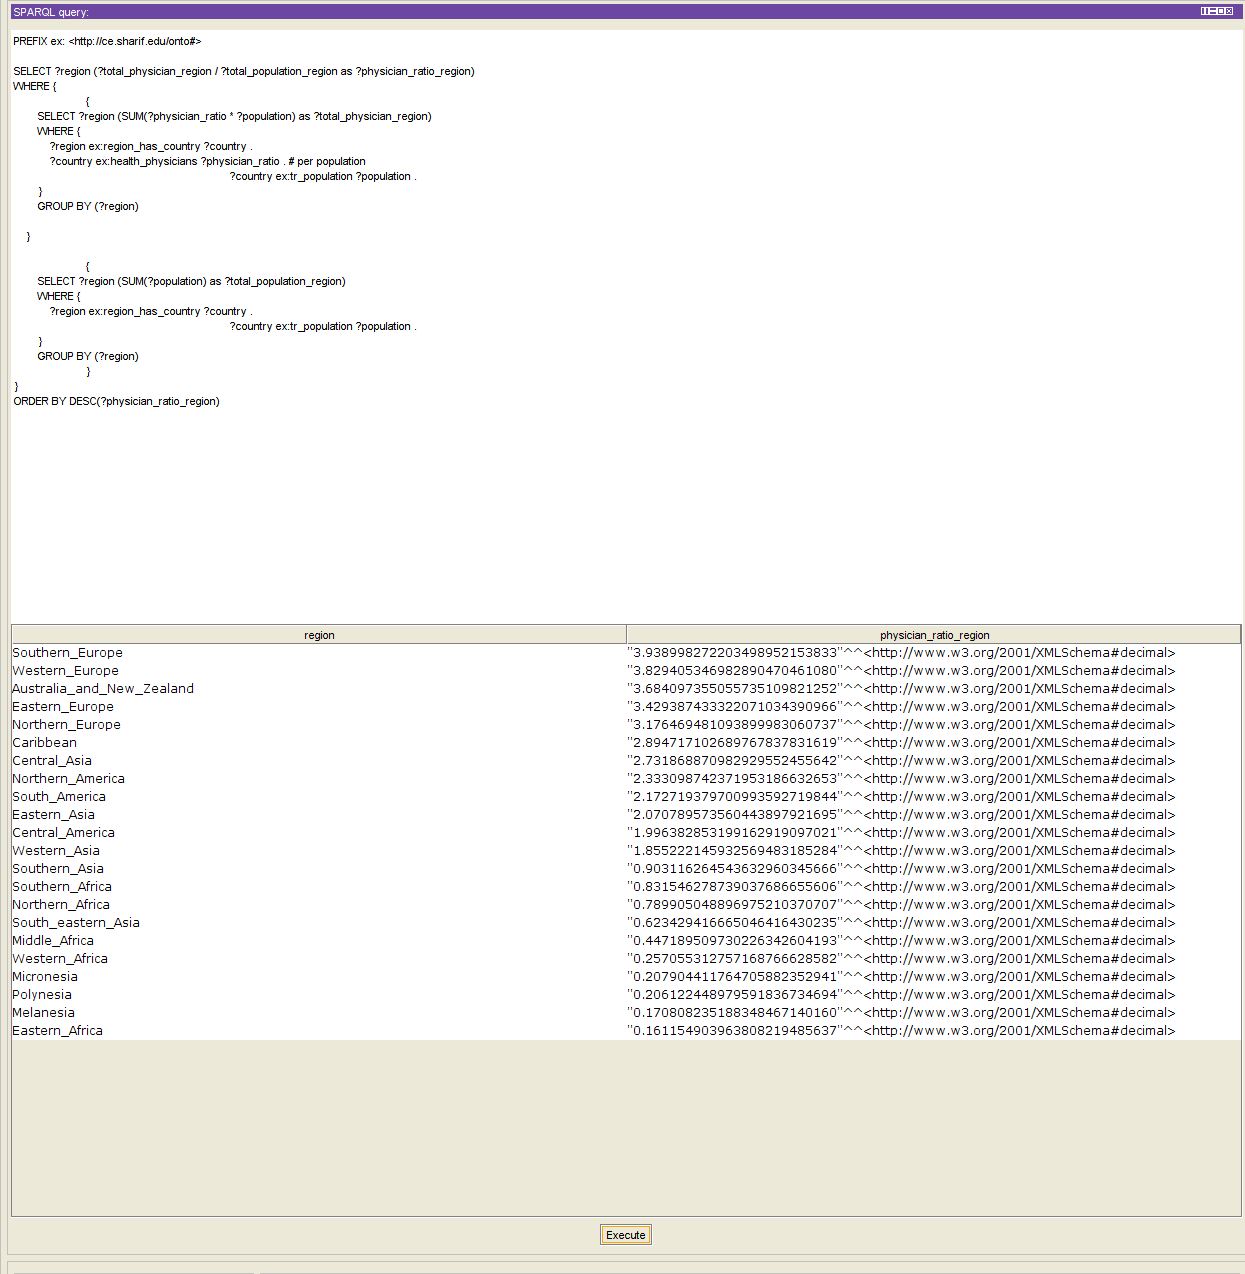 SPARQL query:
PREFIX ex: <http://ce.sharif.edu/onto#>
SELECT ?region (?total_physician_region / ?total_population_region as ?physician_ratio_region)
WHERE {
{
SELECT ?region (SUM(?physician_ratio * ?population) as ?total_physician_region)
WHERE {
?region ex:region_has_country ?country .
?country ex:health_physicians ?physician_ratio . # per population
?country ex:tr_population ?population .
}
GROUP BY (?region)
}
{
SELECT ?region (SUM(?population) as ?total_population_region)
WHERE {
?region ex:region_has_country ?country .
?country ex:tr_population ?population .
}
GROUP BY (?region)
}
}
ORDER BY DESC(?physician_ratio_region)
region physician_ratio_region
Southern_Europe "3.938998272203498952153833"^^<http://www.w3.org/2001/XMLSchema#decimal>
Western_Europe "3.829405346982890470461080"^^<http://www.w3.org/2001/XMLSchema#decimal>
Australia_and_New_Zealand "3.684097355055735109821252"^^<http://www.w3.org/2001/XMLSchema#decimal>
Eastern_Europe "3.429387433322071034390966"^^<http://www.w3.org/2001/XMLSchema#decimal>
Northern_Europe "3.176469481093899983060737"^^<http://www.w3.org/2001/XMLSchema#decimal>
Caribbean "2.894717102689767837831619"^^<http://www.w3.org/2001/XMLSchema#decimal>
Central_Asia "2.731868870982929552455642"^^<http://www.w3.org/2001/XMLSchema#decimal>
Northern_America "2.333098742371953186632653"^^<http://www.w3.org/2001/XMLSchema#decimal>
South_America "2.172719379700993592719844"^^<http://www.w3.org/2001/XMLSchema#decimal>
Eastern_Asia "2.070789573560443897921695"^^<http://www.w3.org/2001/XMLSchema#decimal>
Central_America "1.996382853199162919097021"^^<http://www.w3.org/2001/XMLSchema#decimal>
Western_Asia "1.855222145932569483185284"^^<http://www.w3.org/2001/XMLSchema#decimal>
Southern_Asia "0.903116264543632960345666"^^<http://www.w3.org/2001/XMLSchema#decimal>
Southern_Africa "0.831546278739037686655606"^^<http://www.w3.org/2001/XMLSchema#decimal>
Northern_Africa "0.789905048896975210370707"^^<http://www.w3.org/2001/XMLSchema#decimal>
South_eastern_Asia "0.623429416665046416430235"^^<http://www.w3.org/2001/XMLSchema#decimal>
Middle_Africa "0.447189509730226342604193"^^<http://www.w3.org/2001/XMLSchema#decimal>
Western_Africa "0.257055312757168766628582"^^<http://www.w3.org/2001/XMLSchema#decimal>
Micronesia "0.207904411764705882352941"^^<http://www.w3.org/2001/XMLSchema#decimal>
Polynesia "0.206122448979591836734694"^^<http://www.w3.org/2001/XMLSchema#decimal>
Melanesia "0.170808235188348467140160"^^<http://www.w3.org/2001/XMLSchema#decimal>
Eastern_Africa "0.161154903963808219485637"^^<http://www.w3.org/2001/XMLSchema#decimal>
Execute